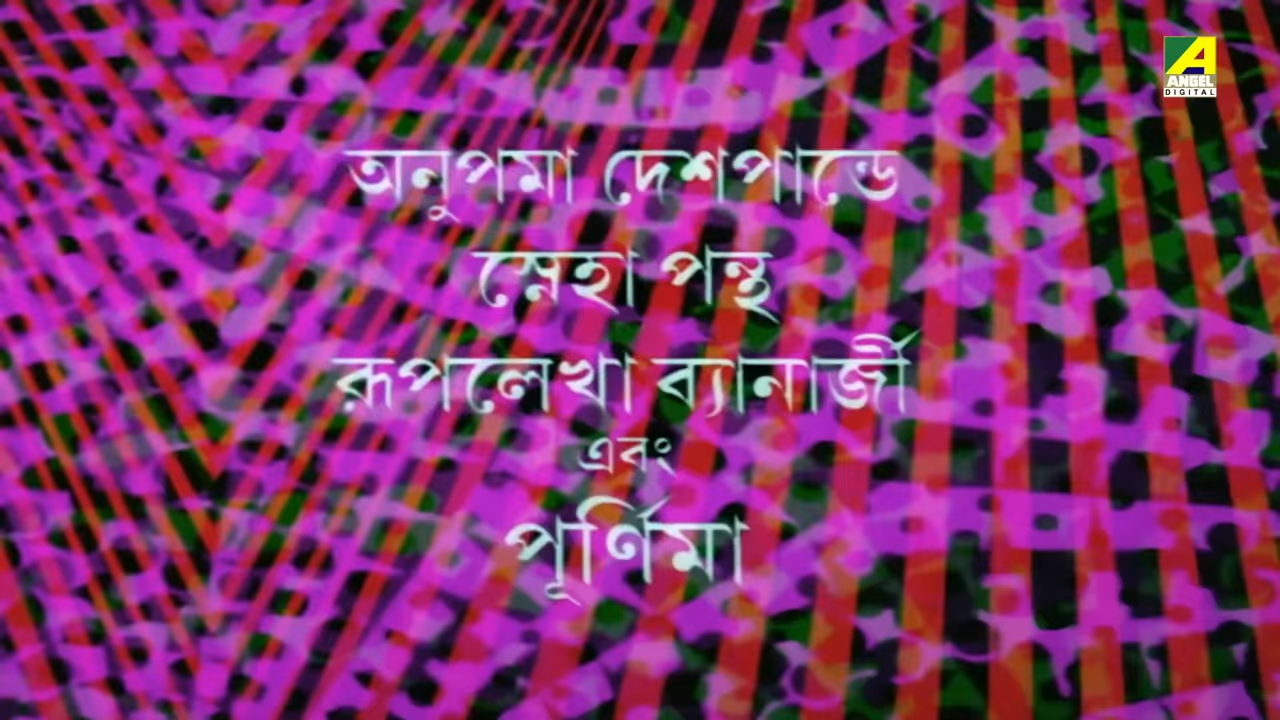 ANGEL
DIGITAL
অনুপমা দেশপান্ডে
স্নেহা পন্থ
রূপলেখা ব্যানার্জী
এবং
পূর্ণিমা